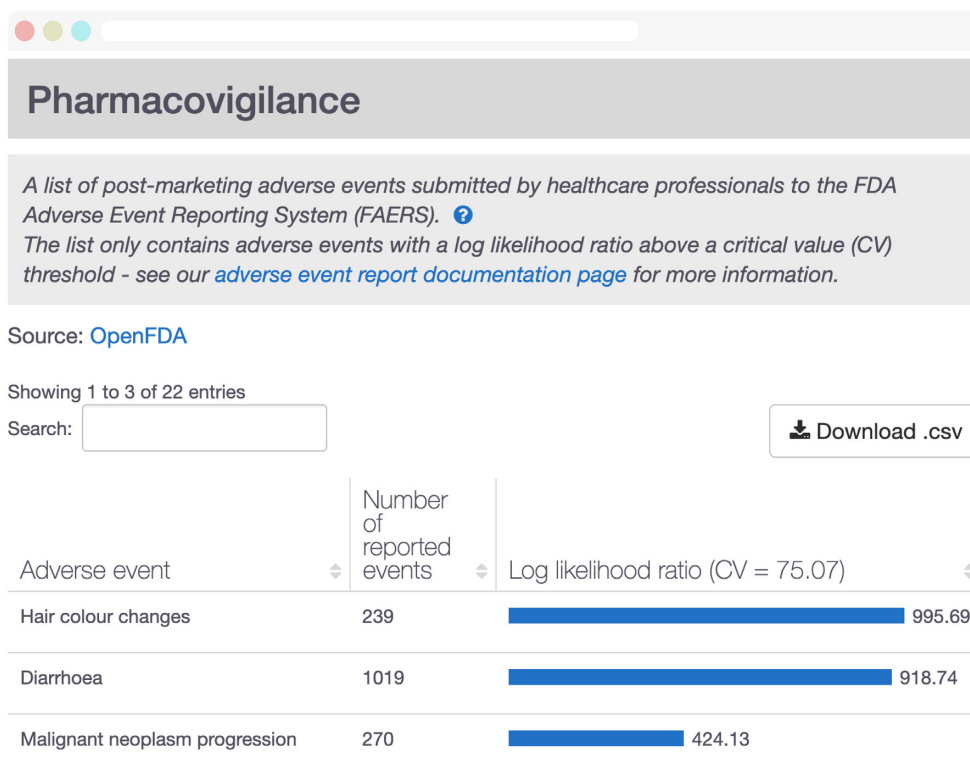 Pharmacovigilance
A list of post-marketing adverse events submitted by healthcare professionals to the FDA
Adverse Event Reporting System (FAERS). ?
The list only contains adverse events with a log likelihood ratio above a critical value (CV)
threshold - see our adverse event report documentation page for more information.
Source: OpenFDA
Showing 1 to 3 of 22 entries
Search:
Download .csv
Number
of
reported
Adverse event events Log likelihood ratio (CV = 75.07)
Hair colour changes 239 995.69
Diarrhoea 1019 918.74
Malignant neoplasm progression 270 424.13